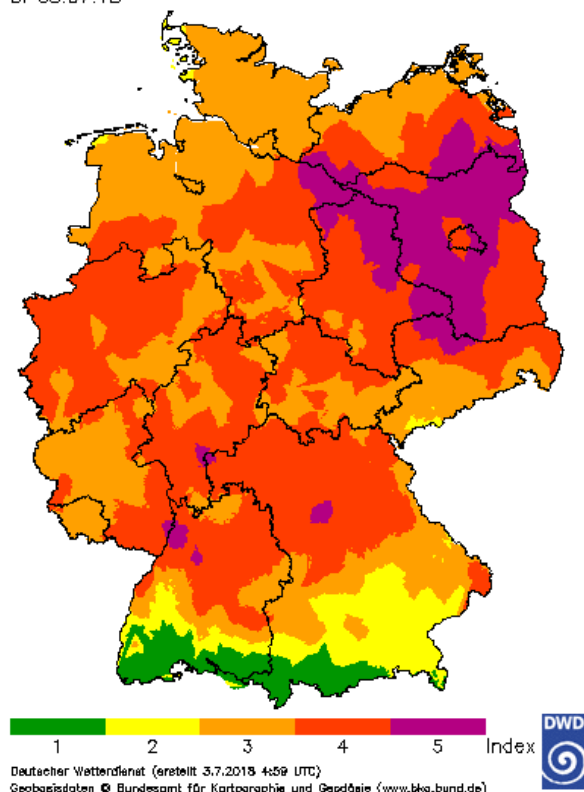 1 2 3 4 5 Index
DWD
Deutscher Wetterdienst (erstellt 3.7.2018 4:59 UTC)
Geobasisdaten © Bundesamt für Kartographie und Geodäsie (www.bkg.bund.de)